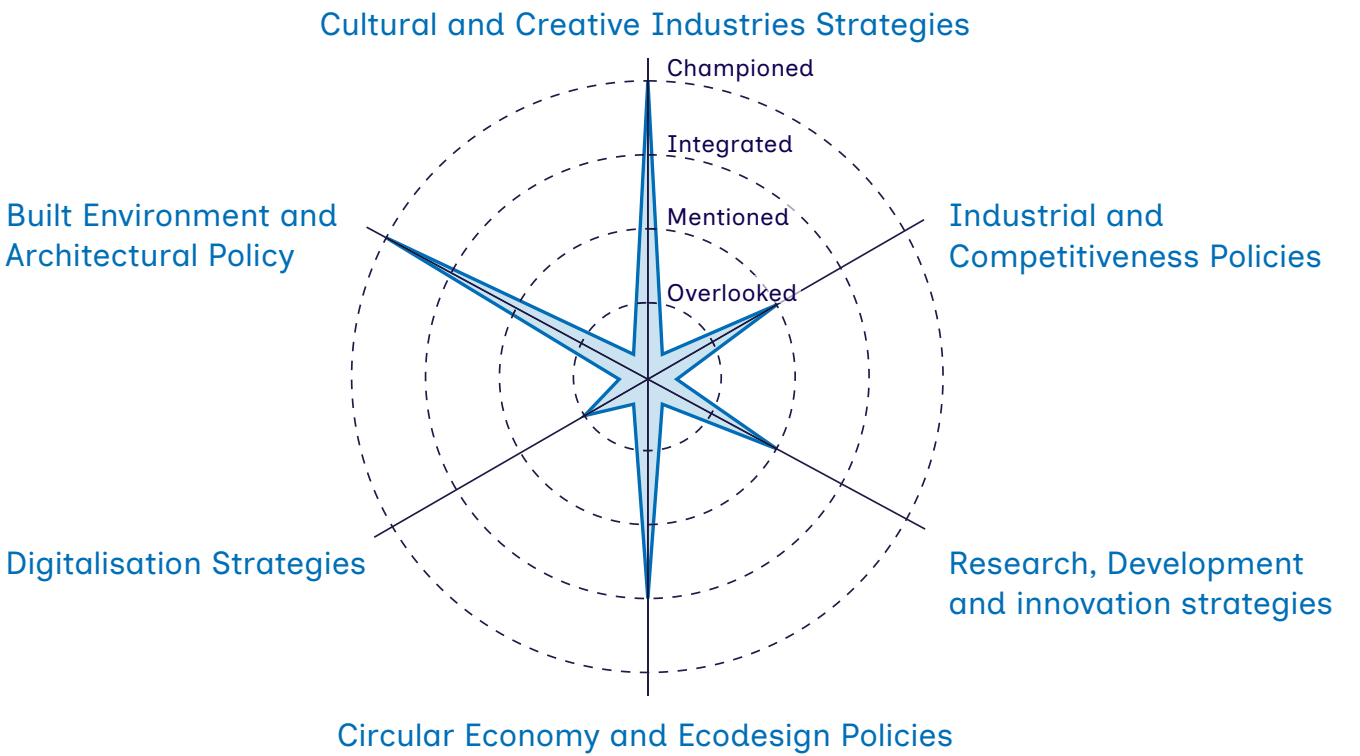 Cultural and Creative Industries Strategies
Championed
Integrated
Mentioned
Overlooked
Built Environment and
Architectural Policy
Industrial and
Competitiveness Policies
Digitalisation Strategies
Research, Development
and innovation strategies
Circular Economy and Ecodesign Policies